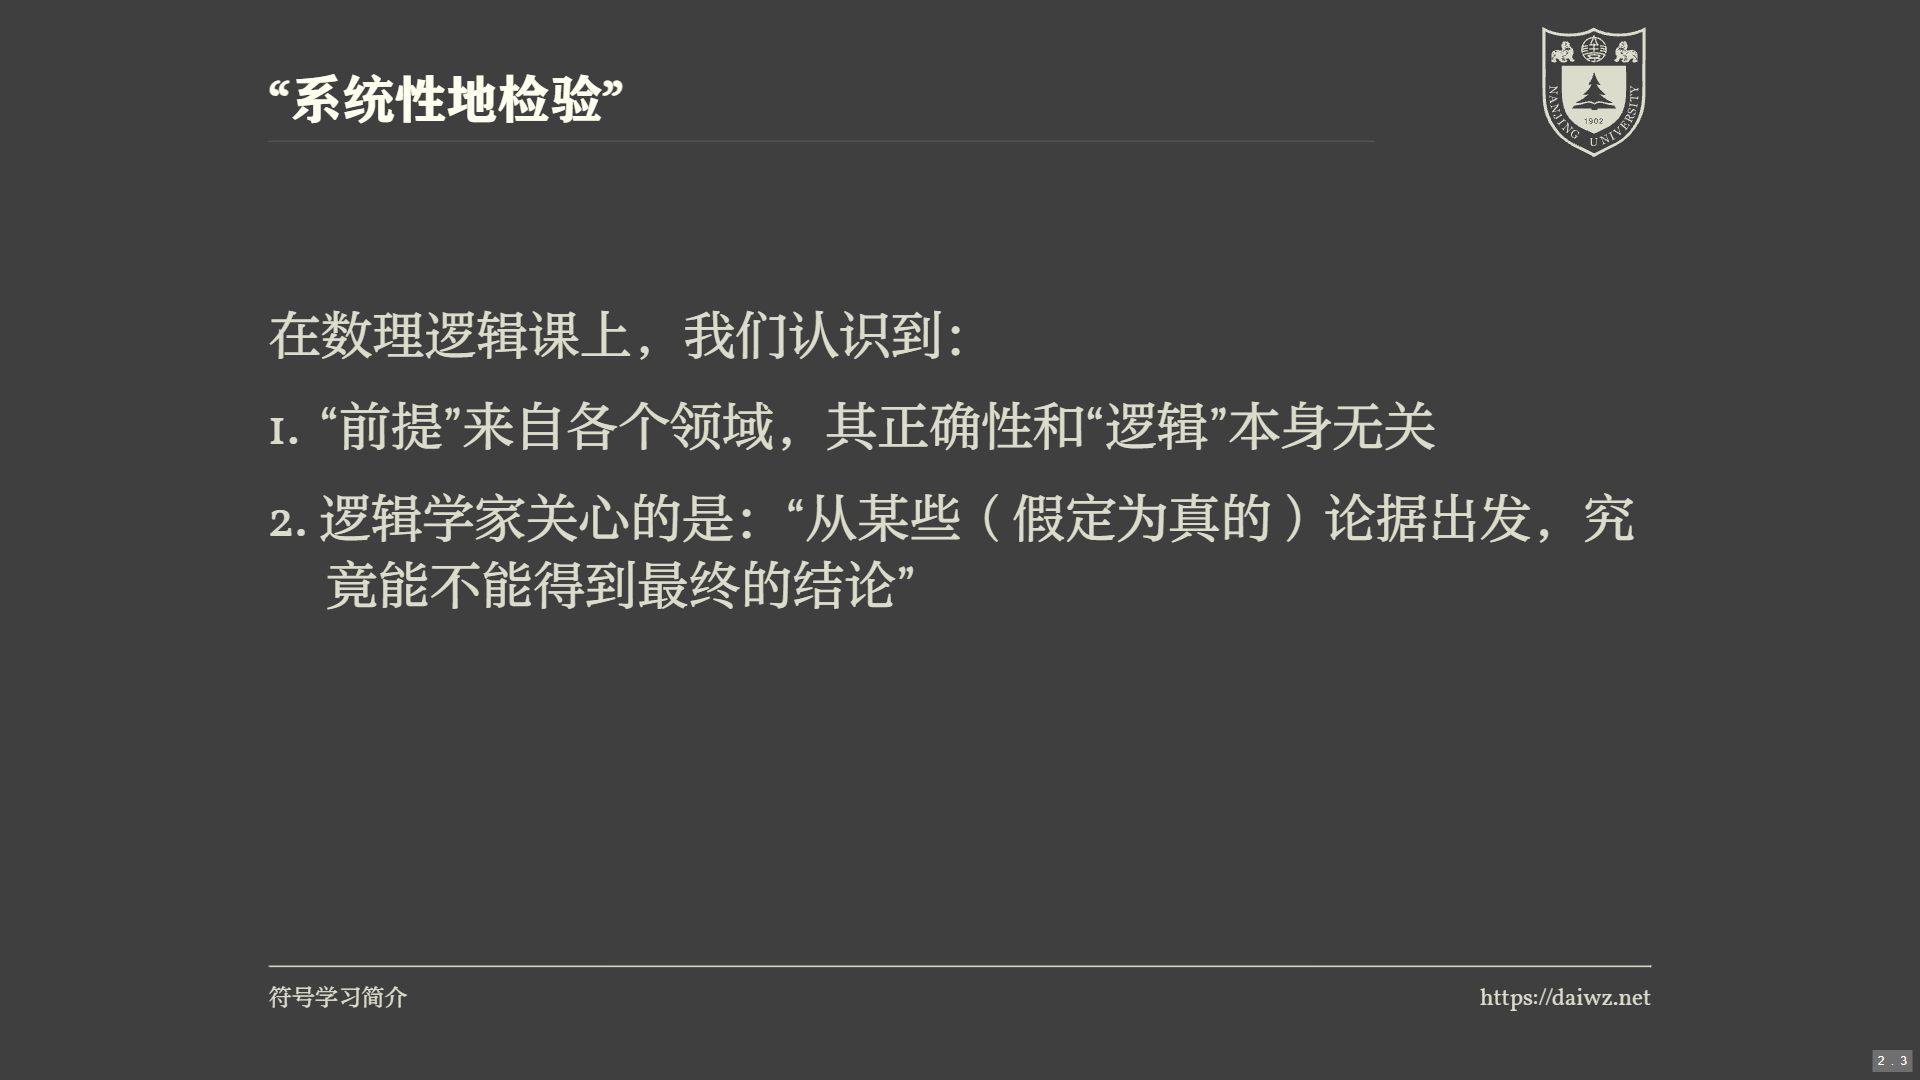 “系统性地检验”
NANJING UNIVERSITY
1902
在数理逻辑课上，我们认识到：
1. “前提”来自各个领域，其正确性和“逻辑”本身无关
2. 逻辑学家关心的是：“从某些（假定为真的）论据出发，究
竟能不能得到最终的结论”
符号学习简介
https://daiwz.net
2 . 3